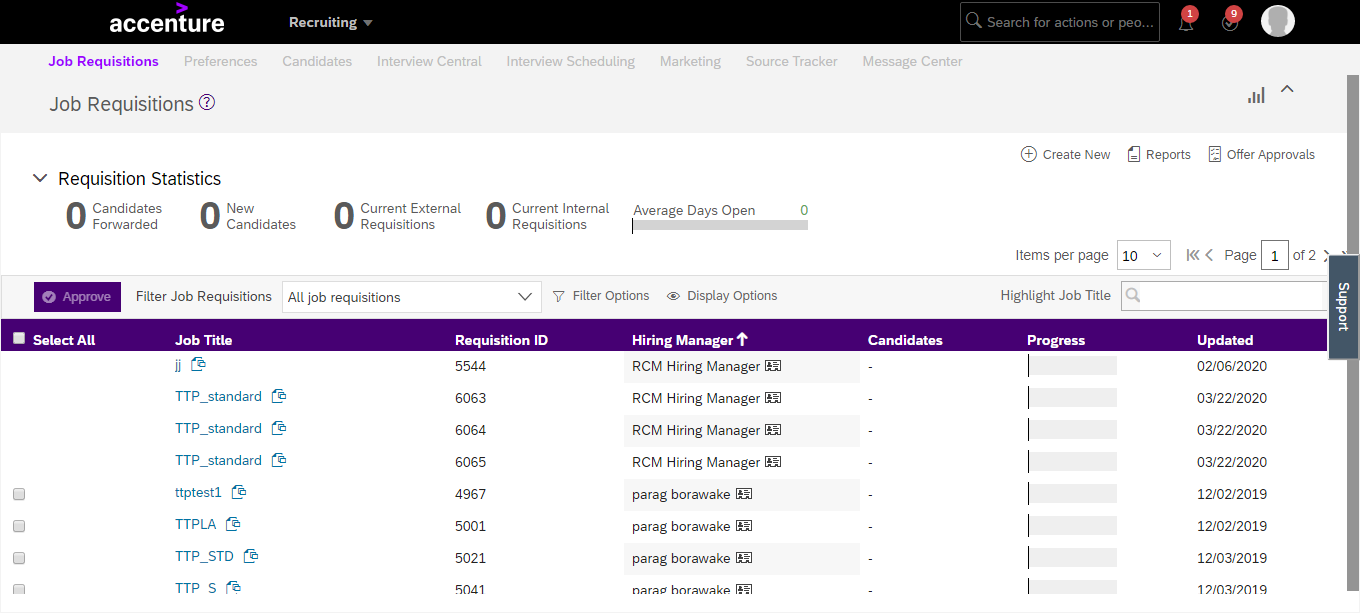 accenture Recruiting Search for actions or peo... 1 9
Job Requisitions Preferences Candidates Interview Central Interview Scheduling Marketing Source Tracker Message Center
Job Requisitions ?
Create New Reports Offer Approvals
Requisition Statistics
0 Candidates Forwarded 0 New Candidates 0 Current External Requisitions 0 Current Internal Requisitions Average Days Open 0
Items per page 10 Page 1 of 2
Approve Filter Job Requisitions All job requisitions Filter Options Display Options Highlight Job Title
Support
Select All Job Title Requisition ID Hiring Manager Candidates Progress Updated
jj 5544 RCM Hiring Manager - 02/06/2020
TTP_standard 6063 RCM Hiring Manager - 03/22/2020
TTP_standard 6064 RCM Hiring Manager - 03/22/2020
TTP_standard 6065 RCM Hiring Manager - 03/22/2020
ttptest1 4967 parag borawake - 12/02/2019
TTPLA 5001 parag borawake - 12/02/2019
TTP_STD 5021 parag borawake - 12/03/2019
TTP_S 5041 parag borawake - 12/03/2019